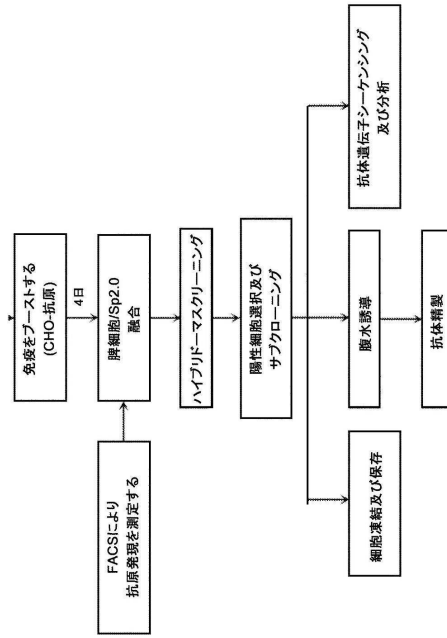 免疫をブーストする
(CHO-抗原)
4日
FACSにより
抗原発現を測定する
脾細胞/Sp2.0
融合
ハイブリドーマスクリーニング
陽性細胞選択及び
サブクローニング
細胞凍結及び保存
腹水誘導
抗体遺伝子シーケンシング
及び分析
抗体精製